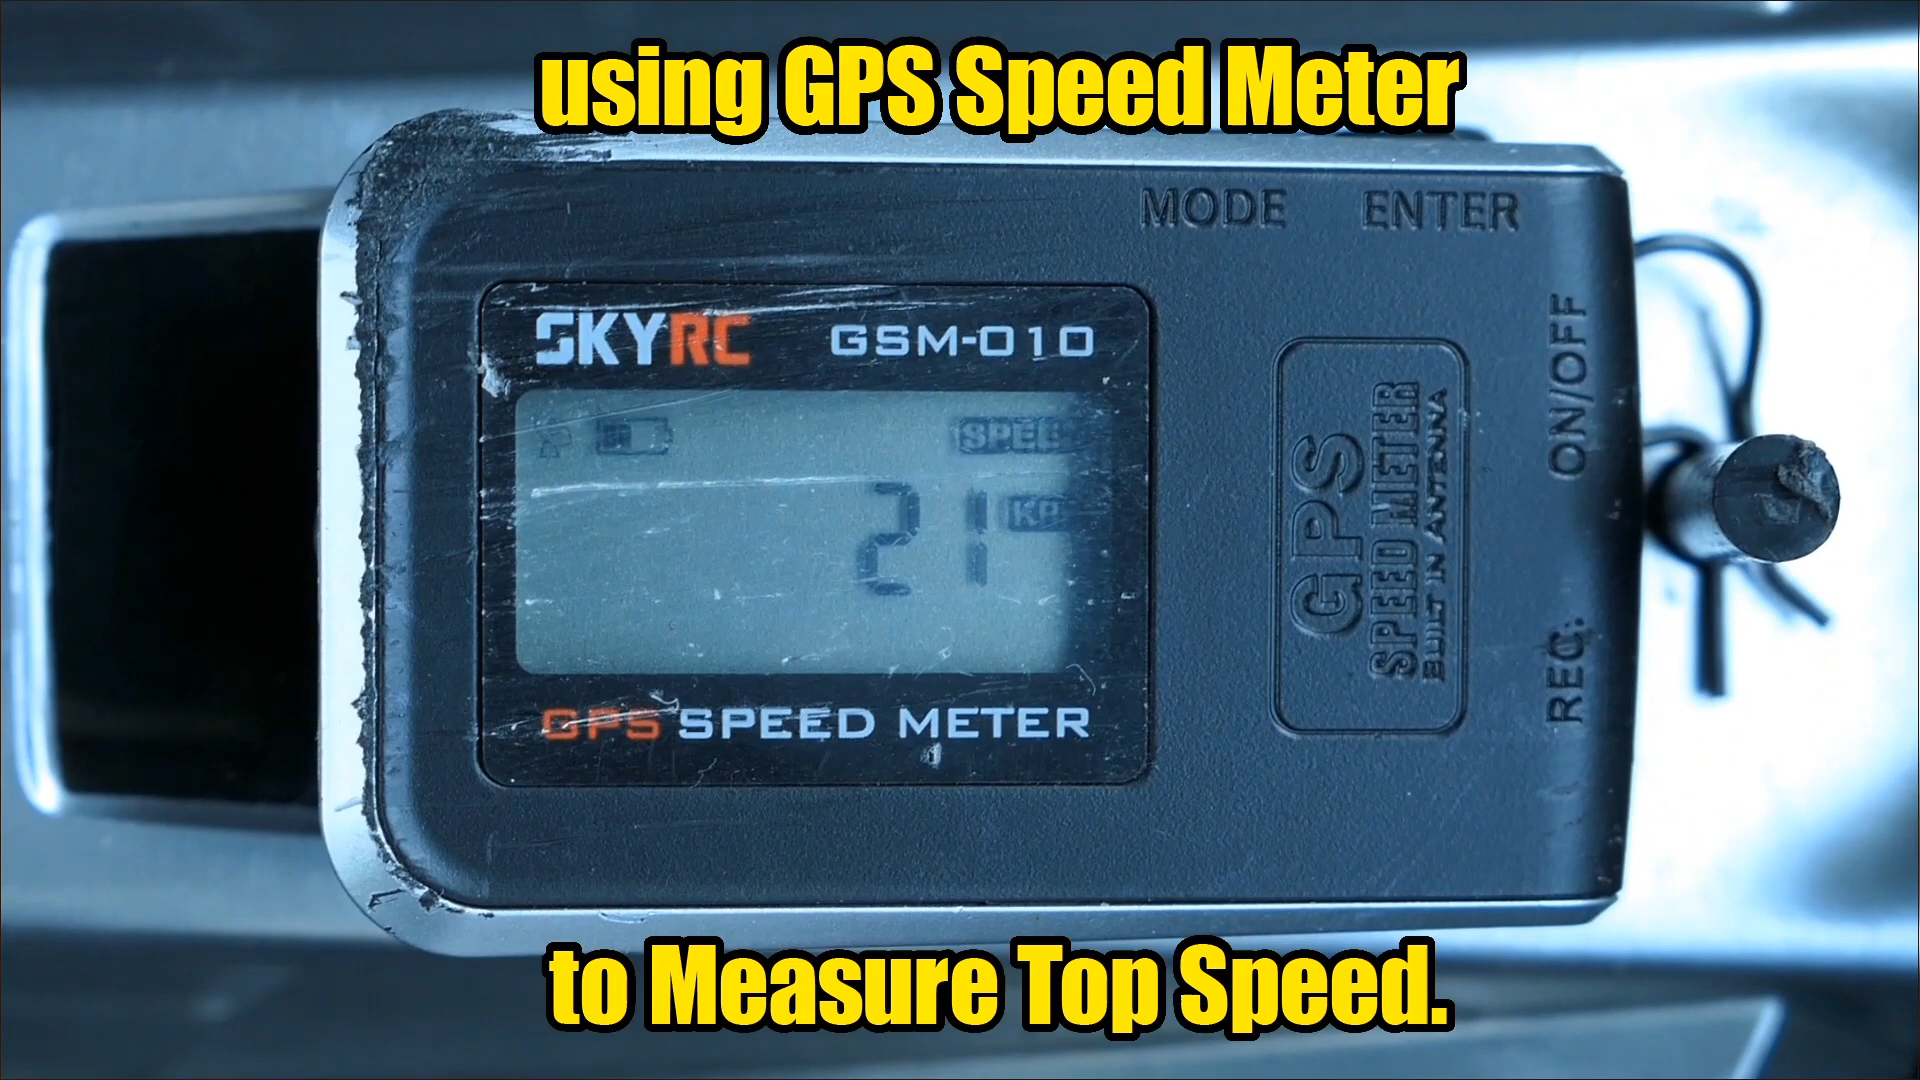 using GPS Speed Meter
MODE ENTER
SKYRC GSM-010
21
GPS SPEED METER
GPS
SPEED METER
BUILT IN ANTENNA
ON/OFF
REC.
to Measure Top Speed.